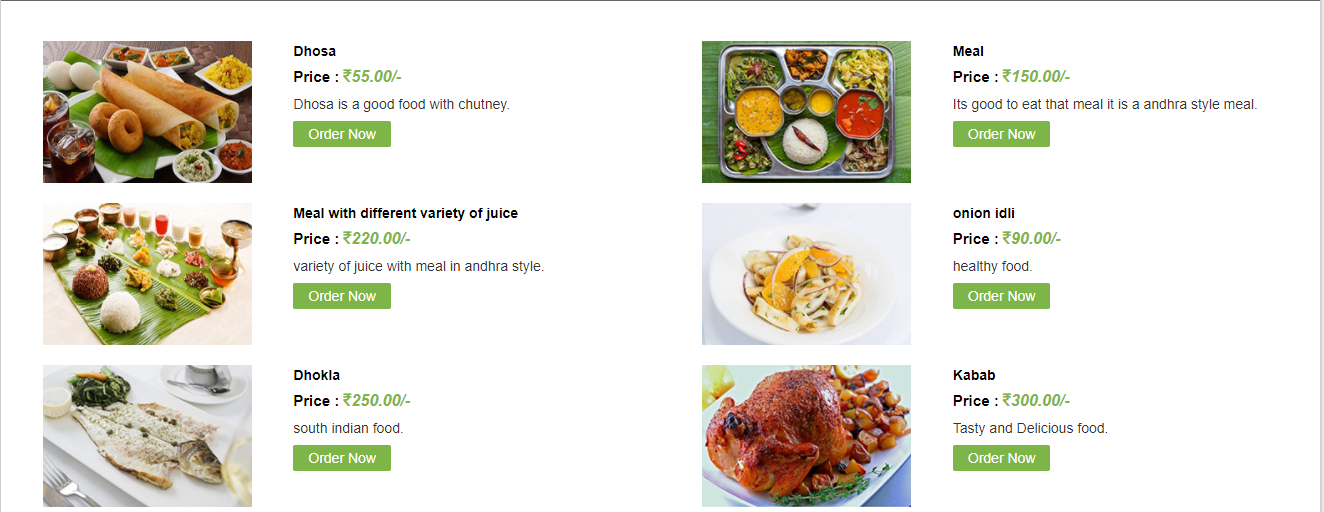 Dhosa
Price : ₹55.00/-
Dhosa is a good food with chutney.
Order Now
Meal
Price : ₹150.00/-
Its good to eat that meal it is a andhra style meal.
Order Now
Meal with different variety of juice
Price : ₹220.00/-
variety of juice with meal in andhra style.
Order Now
onion idli
Price : ₹90.00/-
healthy food.
Order Now
Dhokla
Price : ₹250.00/-
south indian food.
Order Now
Kabab
Price : ₹300.00/-
Tasty and Delicious food.
Order Now